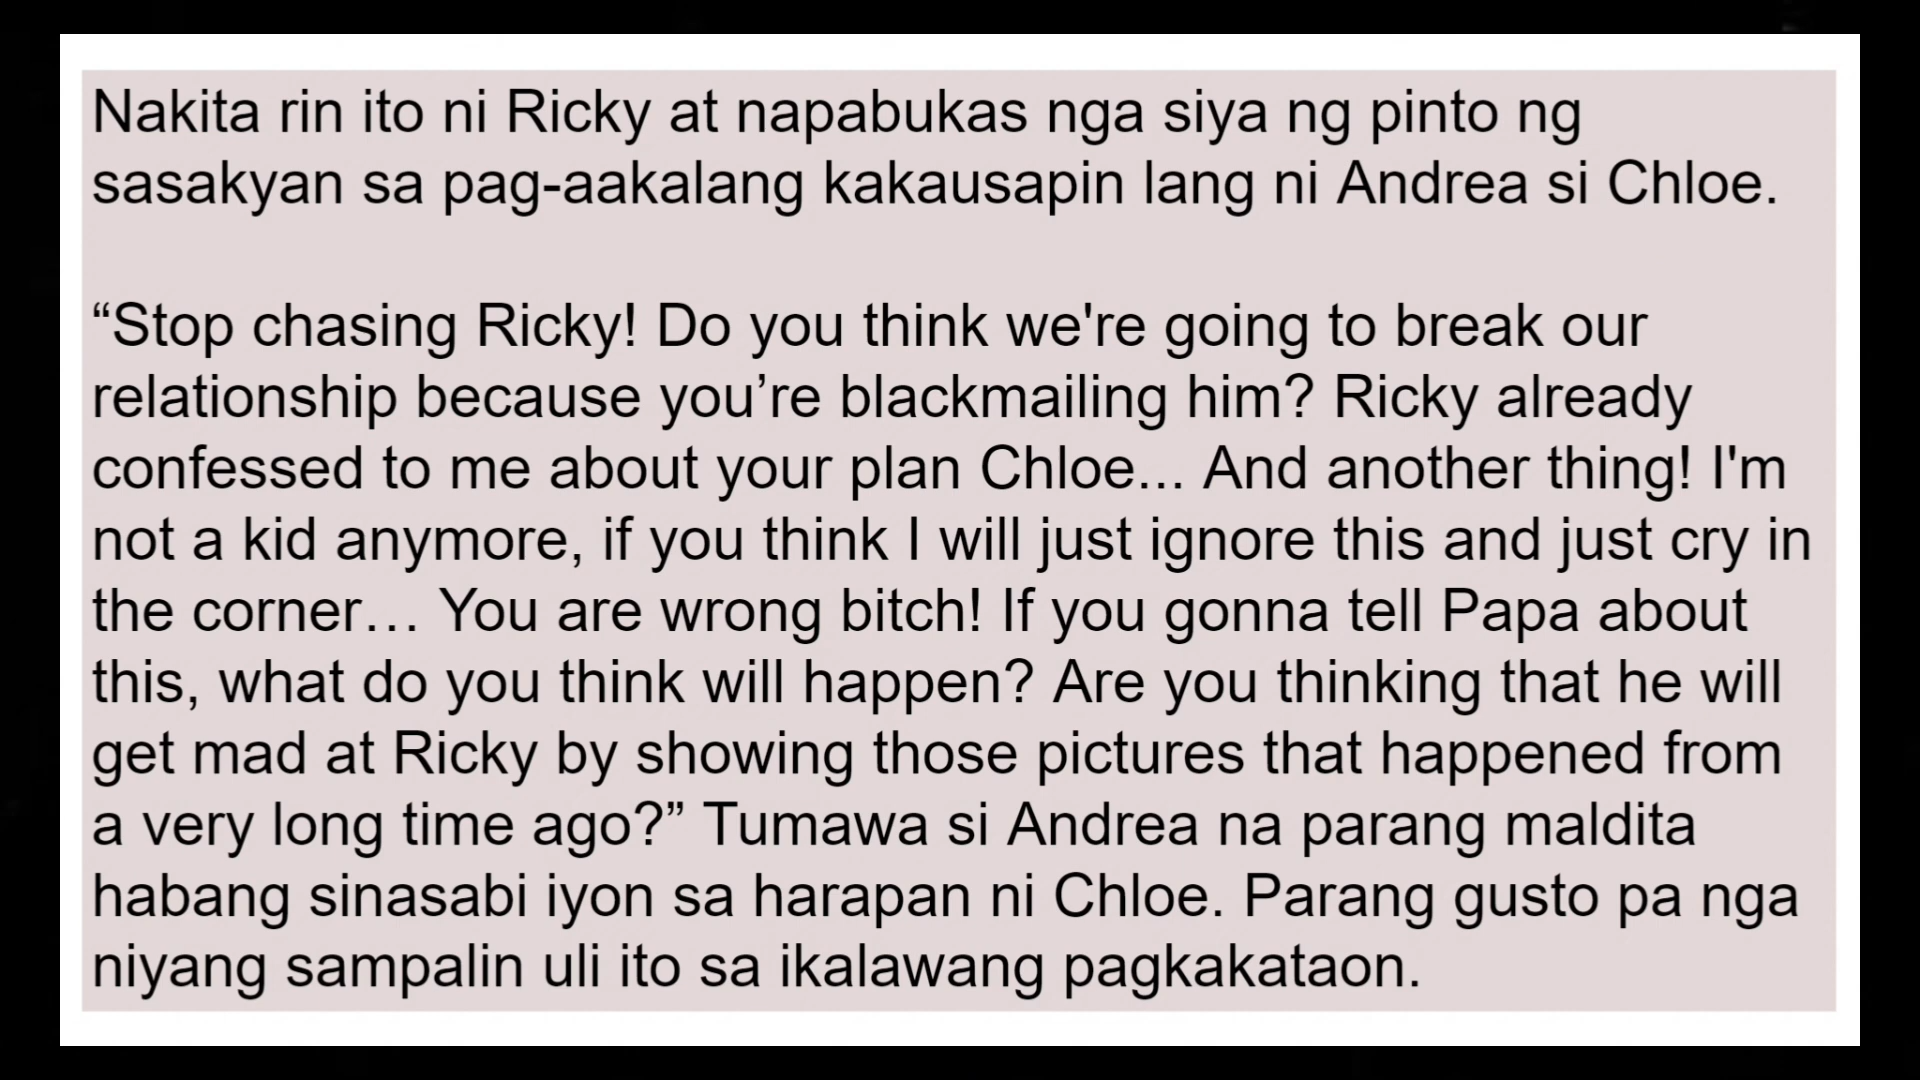 Nakita rin ito ni Ricky at napabukas nga siya ng pinto ng
sasakyan sa pag-aakalang kakausapin lang ni Andrea si Chloe.
“Stop chasing Ricky! Do you think we're going to break our
relationship because you’re blackmailing him? Ricky already
confessed to me about your plan Chloe... And another thing! I'm
not a kid anymore, if you think I will just ignore this and just cry in
the corner… You are wrong bitch! If you gonna tell Papa about
this, what do you think will happen? Are you thinking that he will
get mad at Ricky by showing those pictures that happened from
a very long time ago?” Tumawa si Andrea na parang maldita
habang sinasabi iyon sa harapan ni Chloe. Parang gusto pa nga
niyang sampalin uli ito sa ikalawang pagkakataon.